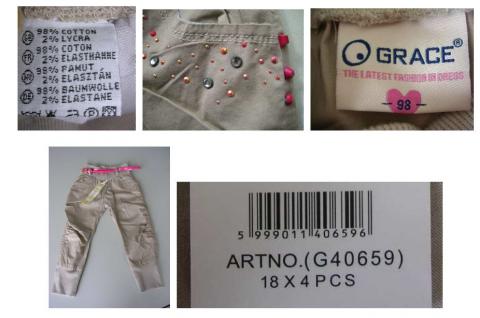 98% COTTON
2% LYCRA
98% COTON
2% ELASTHANNE
98% PAMUT
2% ELASZTÁN
98% BAUMWOLLE
2% ELASTANE
GRACE®
THE LATEST FASHION IN DRESS
98
5 999011 406596
ARTNO.(G40659)
18 X 4 PCS